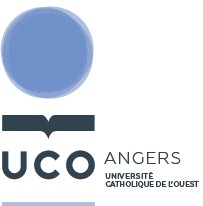 UCO ANGERS
UNIVERSITÉ
CATHOLIQUE DE L'OUEST